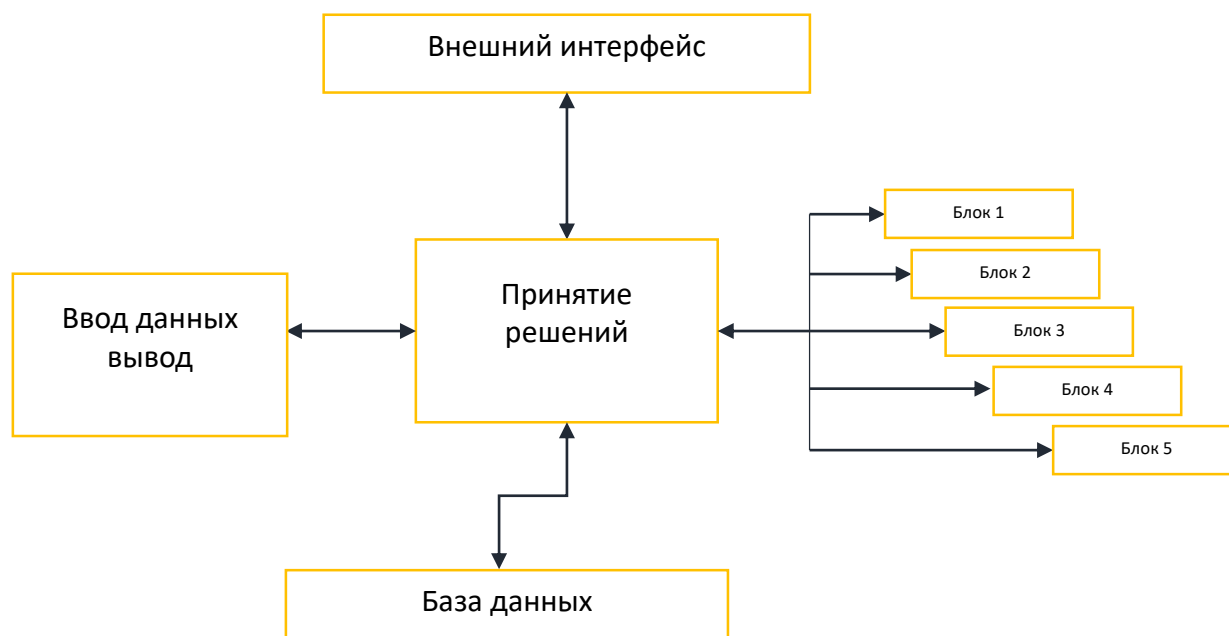 Внешний интерфейс
Блок 1
Блок 2
Принятие
решений
Ввод данных
вывод
Блок 3
Блок 4
Блок 5
База данных